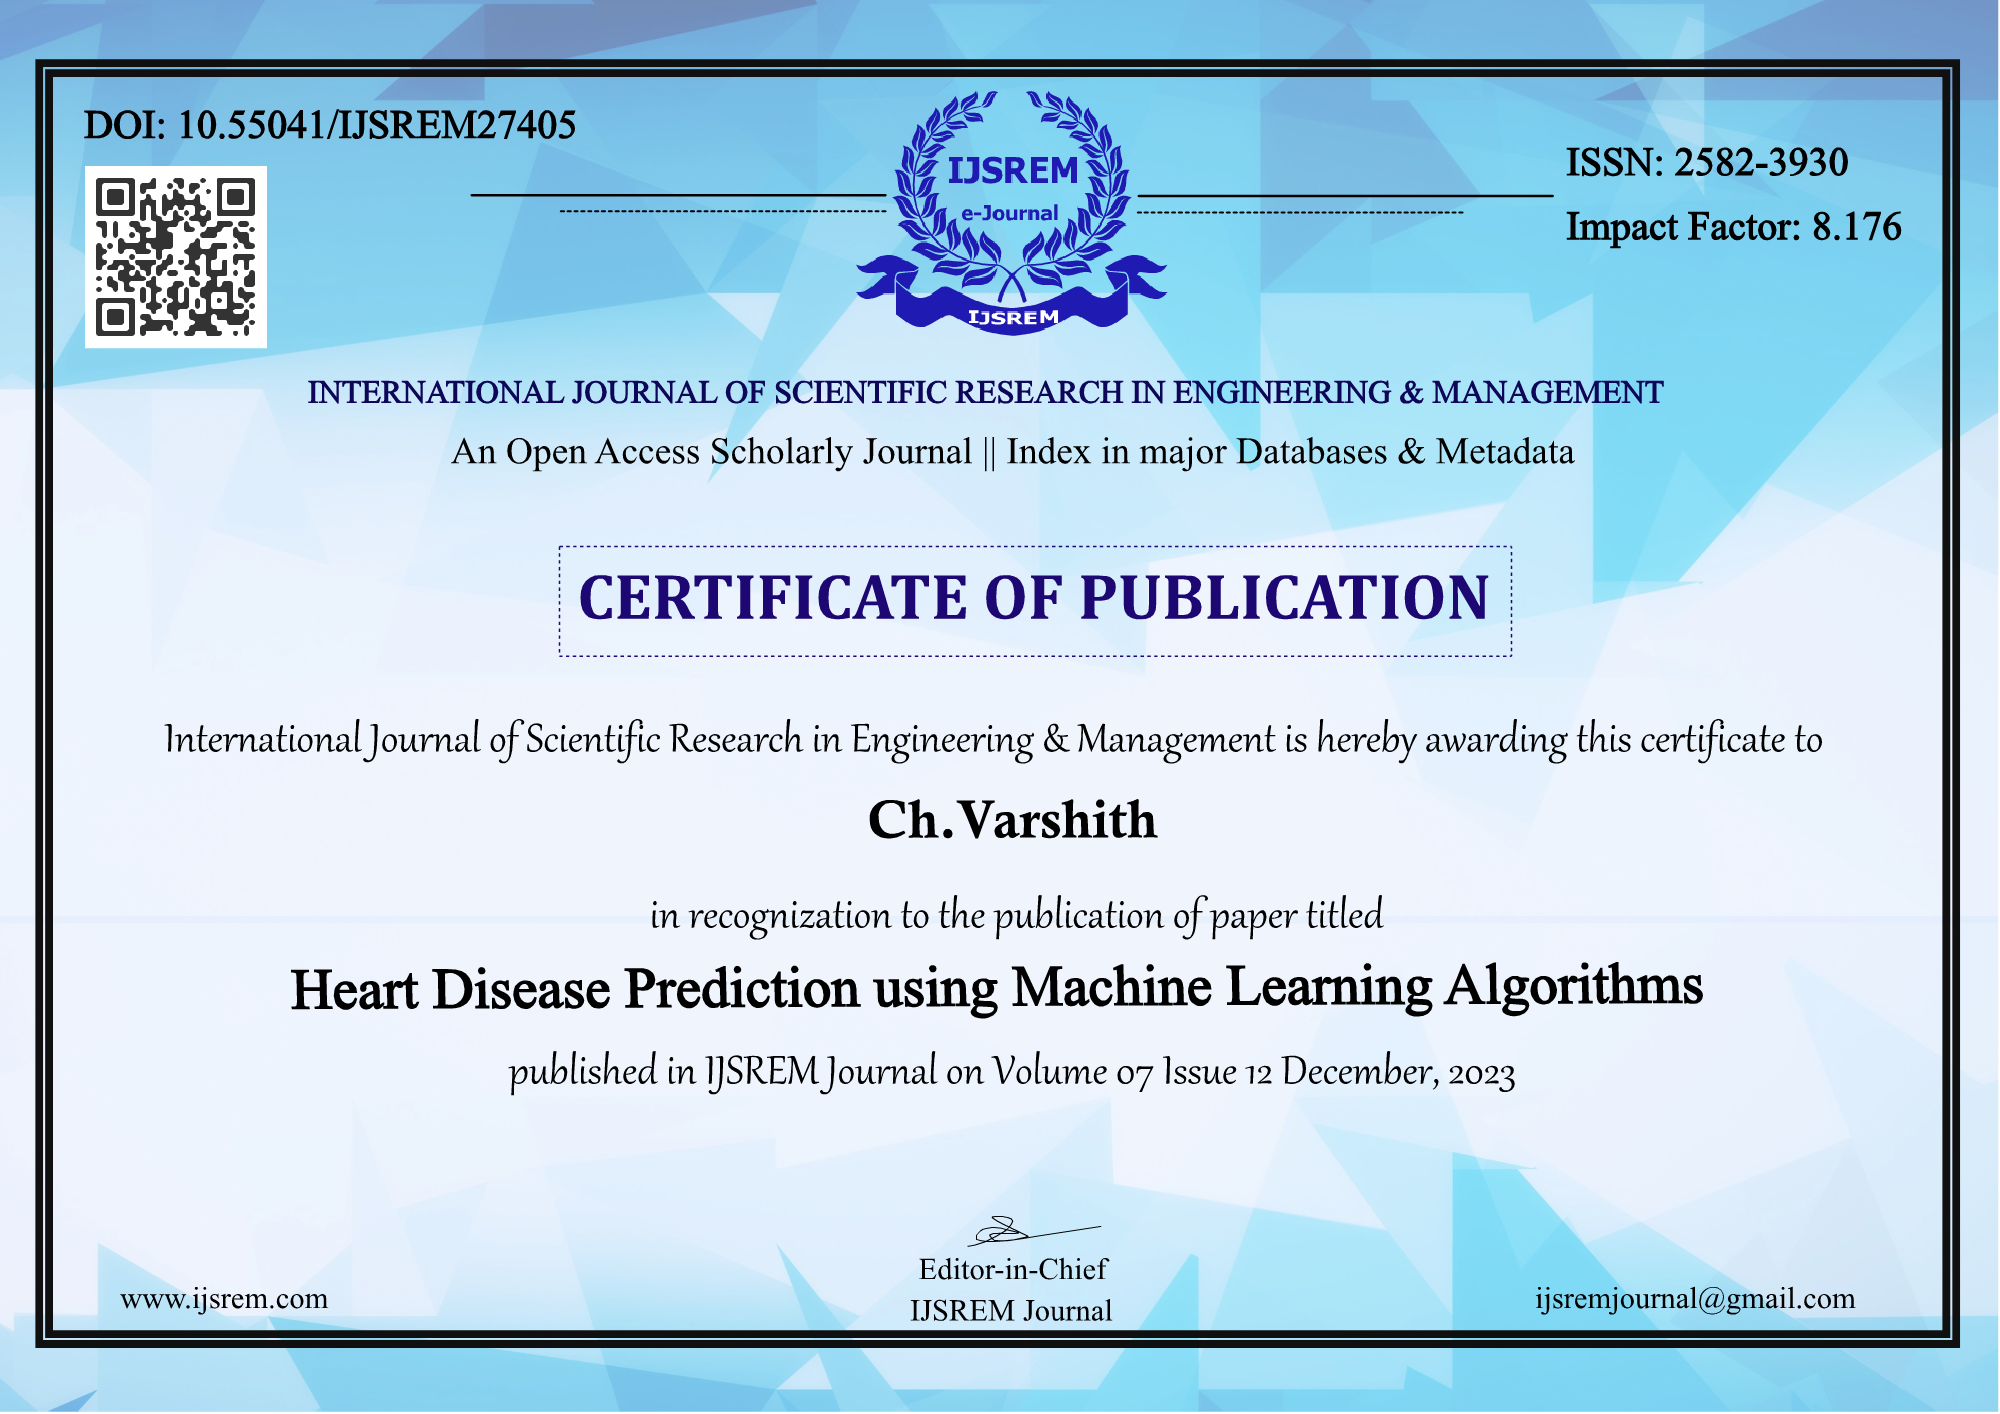 DOI: 10.55041/IJSREM27405
IJSREM
e-Journal
IJSREM
ISSN: 2582-3930
Impact Factor: 8.176
INTERNATIONAL JOURNAL OF SCIENTIFIC RESEARCH IN ENGINEERING & MANAGEMENT
An Open Access Scholarly Journal || Index in major Databases & Metadata
CERTIFICATE OF PUBLICATION
International Journal of Scientific Research in Engineering & Management is hereby awarding this certificate to
Ch.Varshith
in recognization to the publication of paper titled
Heart Disease Prediction using Machine Learning Algorithms
published in IJSREM Journal on Volume 07 Issue 12 December, 2023
Editor-in-Chief
IJSREM Journal
www.ijsrem.com
ijsremjournal@gmail.com